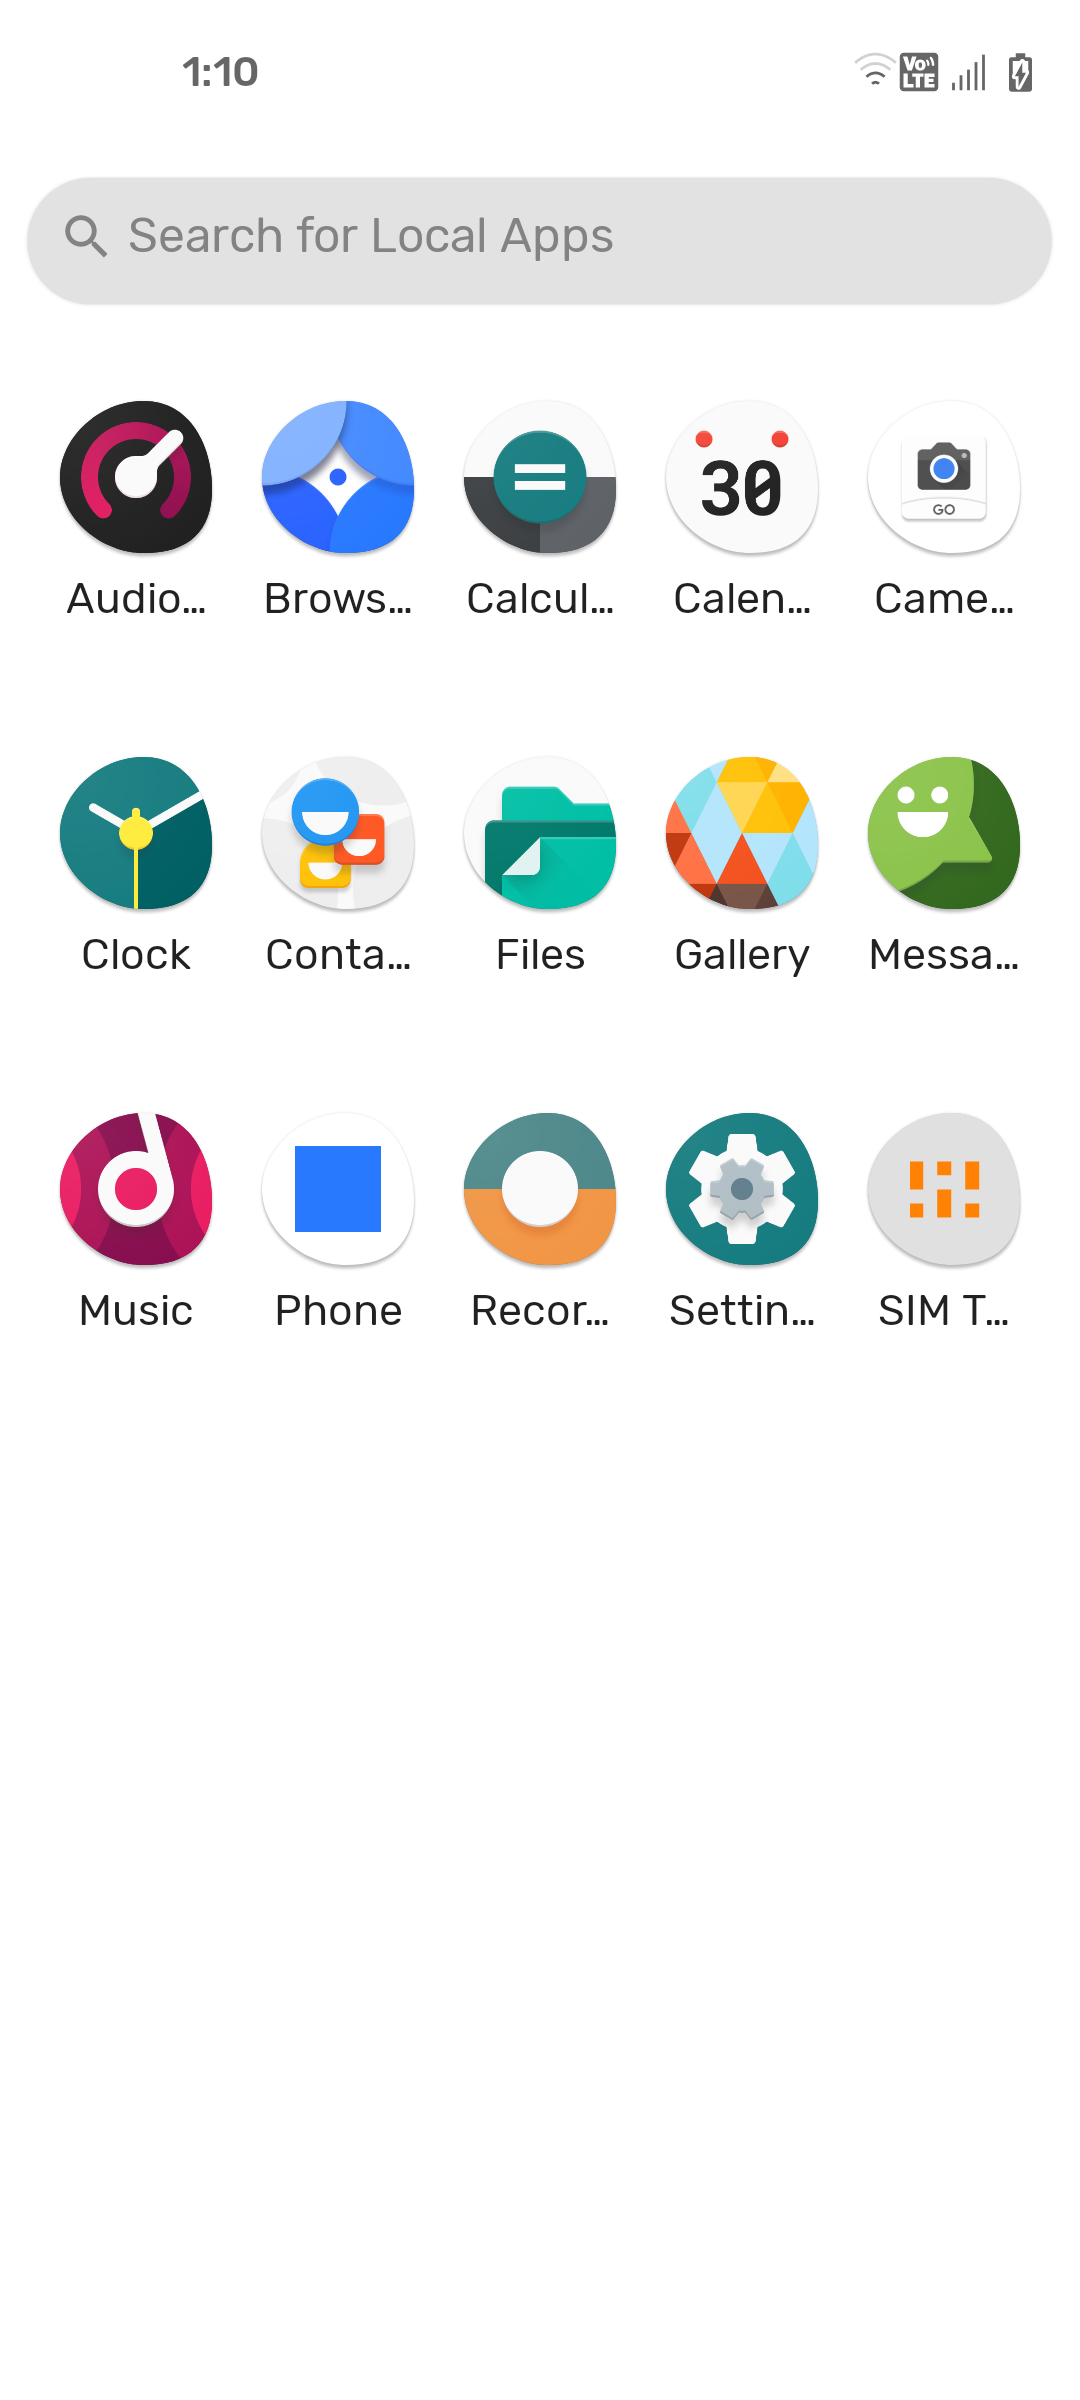 1:10
Vo LTE
Search for Local Apps
30
GO
Audio... Brows... Calcul... Calen... Came...
Clock Conta... Files Gallery Messa...
Music Phone Recor... Settin... SIM T...